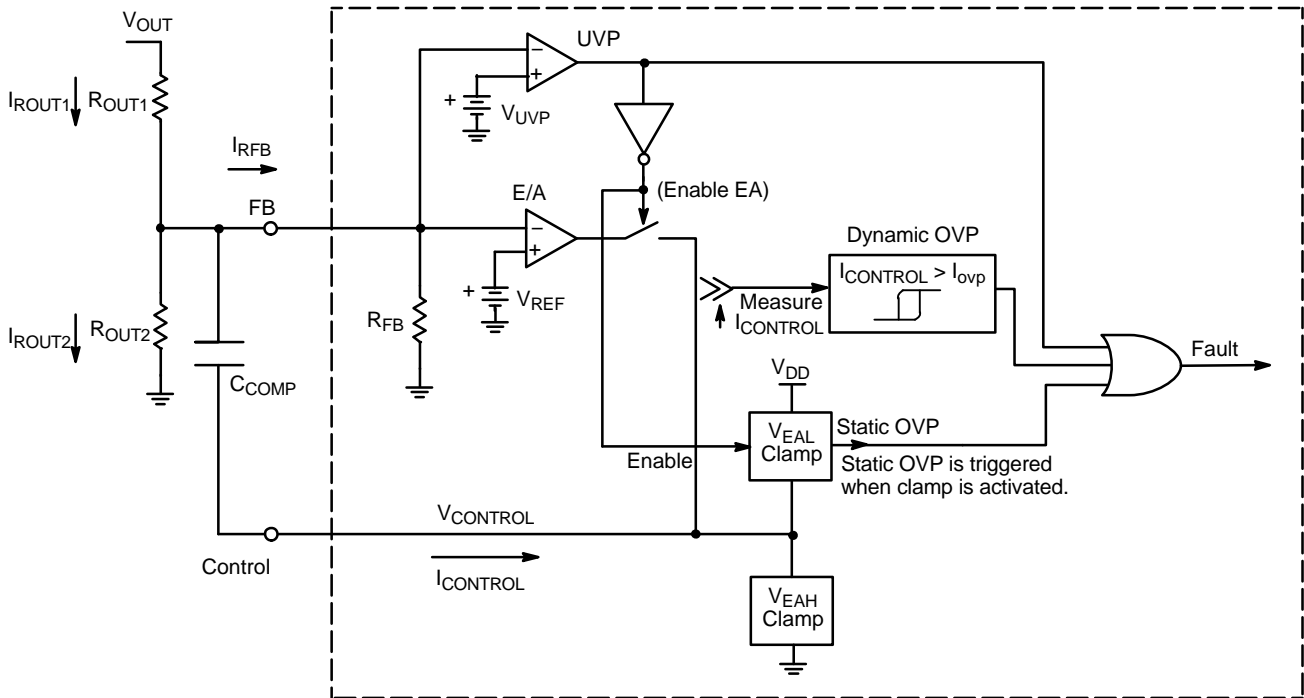 VOUT
UVP
IROUT1
ROUT1
+
VUVP
−
+
IRFB
(Enable EA)
E/A
FB
−
+
Dynamic OVP
ICONTROL > Iovp
+
VREF
Measure
ICONTROL
IROUT2
ROUT2
RFB
Fault
CCOMP
VDD
VEAL
Clamp
Static OVP
Enable
Static OVP is triggered
when clamp is activated.
VCONTROL
Control
ICONTROL
VEAH
Clamp